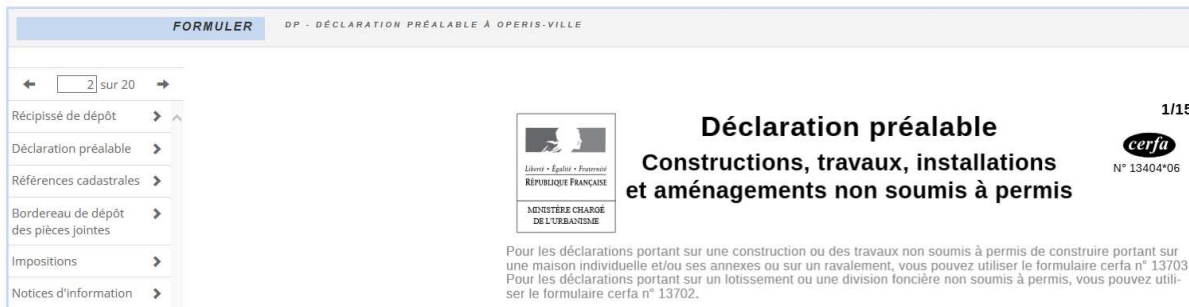 FORMULER DP - DÉCLARATION PRÉALABLE À OPERIS-VILLE
2 sur 20
Récipissé de dépôt
Déclaration préalable
Références cadastrales
Bordereau de dépôt
des pièces jointes
Impositions
Notices d'information
Liberté • Égalité • Fraternité
RÉPUBLIQUE FRANÇAISE
MINISTÈRE CHARGÉ
DE L'URBANISME
Déclaration préalable
Constructions, travaux, installations
et aménagements non soumis à permis
1/15
cerfa
N° 13404*06
Pour les déclarations portant sur une construction ou des travaux non soumis à permis de construire portant sur
une maison individuelle et/ou ses annexes ou sur un ravalement, vous pouvez utiliser le formulaire cerfa n° 13703
Pour les déclarations portant sur un lotissement ou une division foncière non soumis à permis, vous pouvez utili-
ser le formulaire cerfa n° 13702.